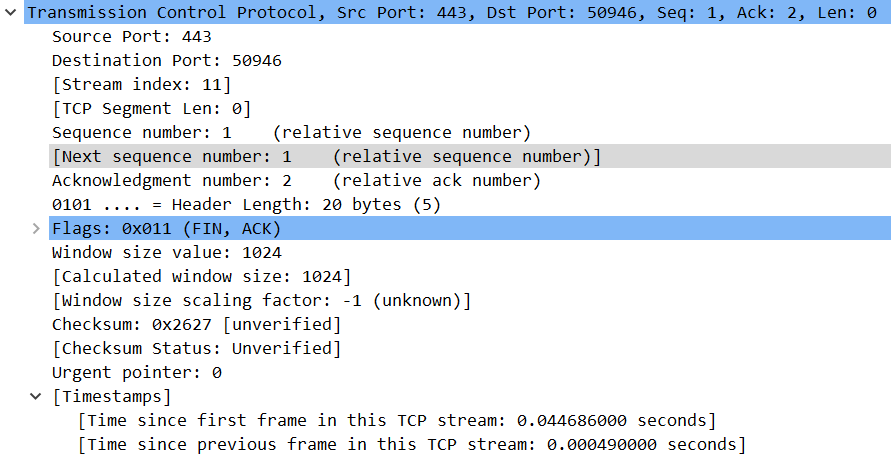 Transmission Control Protocol, Src Port: 443, Dst Port: 50946, Seq: 1, Ack: 2, Len: 0
Source Port: 443
Destination Port: 50946
[Stream index: 11]
[TCP Segment Len: 0]
Sequence number: 1    (relative sequence number)
[Next sequence number: 1    (relative sequence number)]
Acknowledgment number: 2    (relative ack number)
0101 .... = Header Length: 20 bytes (5)
Flags: 0x011 (FIN, ACK)
Window size value: 1024
[Calculated window size: 1024]
[Window size scaling factor: -1 (unknown)]
Checksum: 0x2627 [unverified]
[Checksum Status: Unverified]
Urgent pointer: 0
[Timestamps]
[Time since first frame in this TCP stream: 0.044686000 seconds]
[Time since previous frame in this TCP stream: 0.000490000 seconds]